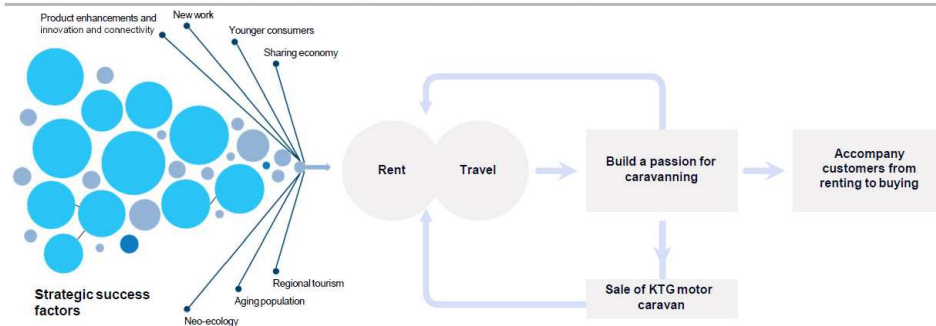 Product enhancements and
innovation and connectivity
New work
Younger consumers
Sharing economy
Rent
Travel
Build a passion for
caravanning
Accompany
customers from
renting to buying
Sale of KTG motor
caravan
Regional tourism
Aging population
Neo-ecology
Strategic success
factors